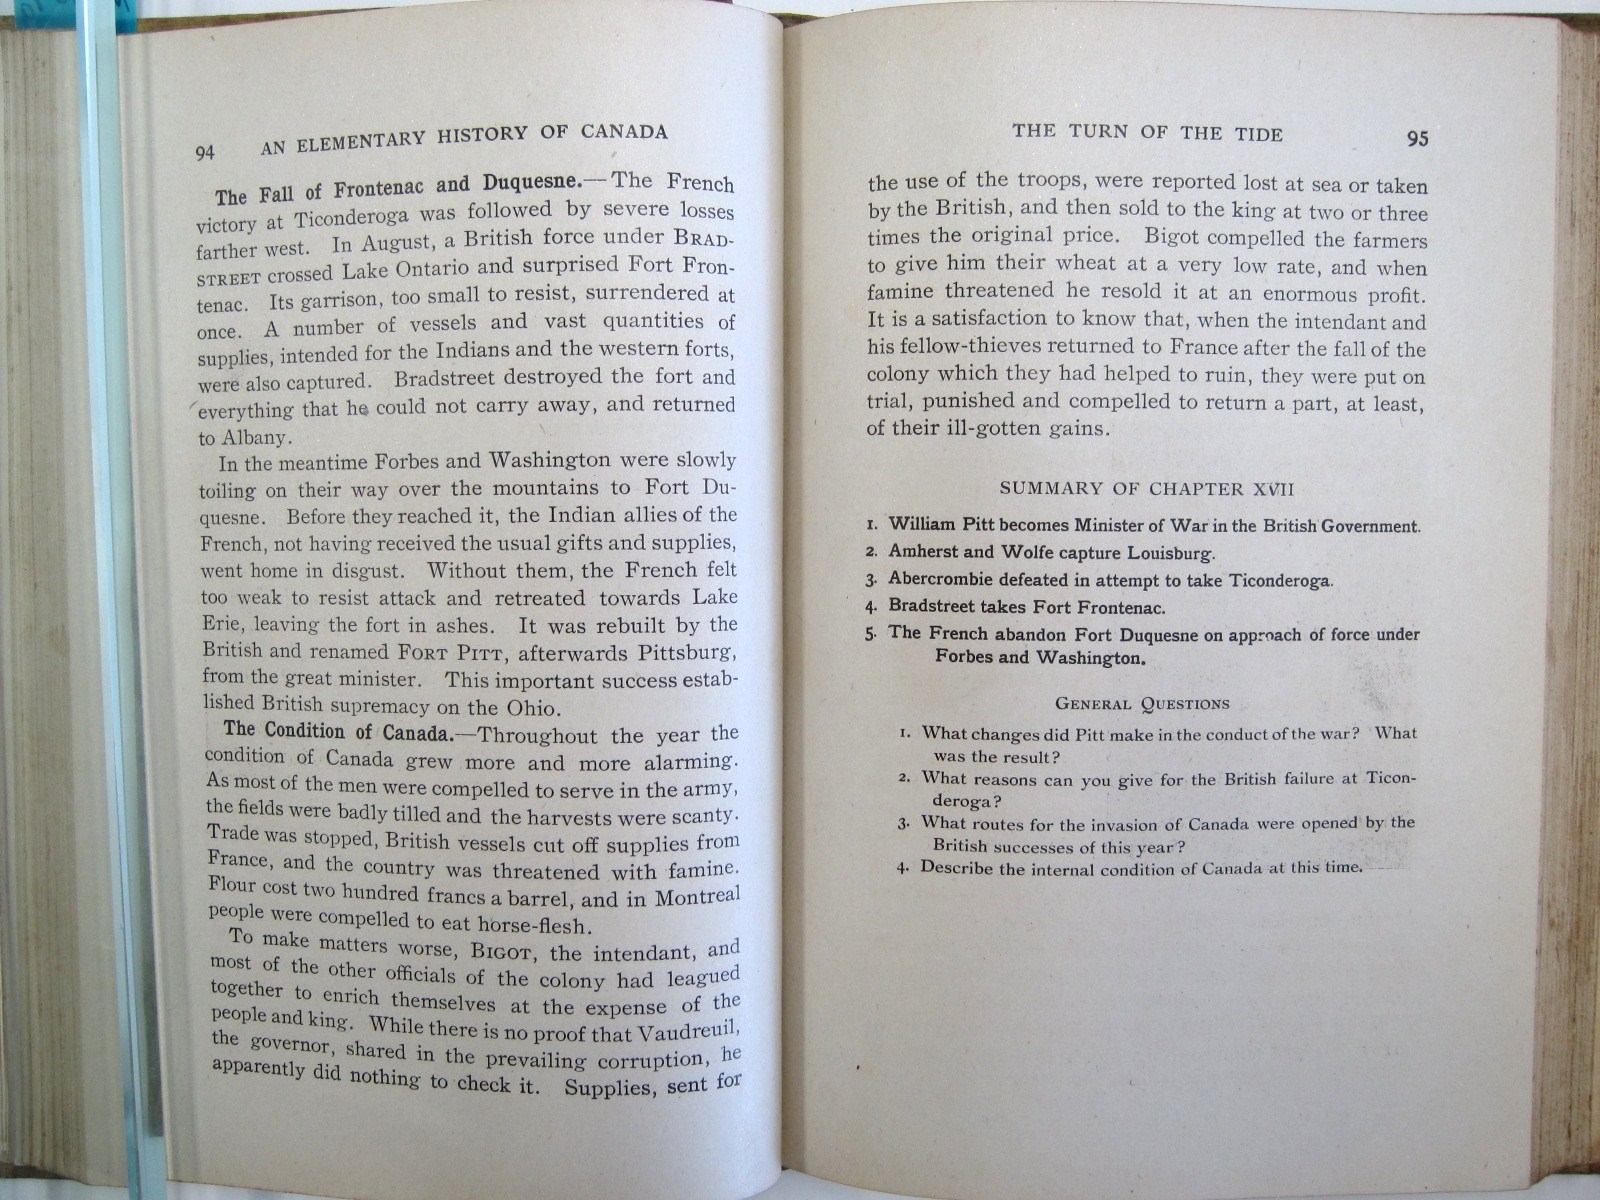 94 AN ELEMENTARY HISTORY OF CANADA
The Fall of Frontenac and Duquesne.—The French
victory at Ticonderoga was followed by severe losses
farther west. In August, a British force under BRAD-
STREET crossed Lake Ontario and surprised Fort Fron-
tenac. Its garrison, too small to resist, surrendered at
once. A number of vessels and vast quantities of
supplies, intended for the Indians and the western forts,
were also captured. Bradstreet destroyed the fort and
everything that he could not carry away, and returned
to Albany.
In the meantime Forbes and Washington were slowly
toiling on their way over the mountains to Fort Du-
quesne. Before they reached it, the Indian allies of the
French, not having received the usual gifts and supplies,
went home in disgust. Without them, the French felt
too weak to resist attack and retreated towards Lake
Erie, leaving the fort in ashes. It was rebuilt by the
British and renamed FORT PITT, afterwards Pittsburg,
from the great minister. This important success estab-
lished British supremacy on the Ohio.
The Condition of Canada.—Throughout the year the
condition of Canada grew more and more alarming.
As most of the men were compelled to serve in the army,
the fields were badly tilled and the harvests were scanty.
Trade was stopped, British vessels cut off supplies from
France, and the country was threatened with famine.
Flour cost two hundred francs a barrel, and in Montreal
people were compelled to eat horse-flesh.
To make matters worse, BIGOT, the intendant, and
most of the other officials of the colony had leagued
together to enrich themselves at the expense of the
people and king. While there is no proof that Vaudreuil,
the governor, shared in the prevailing corruption, he
apparently did nothing to check it. Supplies, sent for
THE TURN OF THE TIDE 95
the use of the troops, were reported lost at sea or taken
by the British, and then sold to the king at two or three
times the original price. Bigot compelled the farmers
to give him their wheat at a very low rate, and when
famine threatened he resold it at an enormous profit.
It is a satisfaction to know that, when the intendant and
his fellow-thieves returned to France after the fall of the
colony which they had helped to ruin, they were put on
trial, punished and compelled to return a part, at least,
of their ill-gotten gains.
SUMMARY OF CHAPTER XVII
1. William Pitt becomes Minister of War in the British Government.
2. Amherst and Wolfe capture Louisburg.
3. Abercrombie defeated in attempt to take Ticonderoga.
4. Bradstreet takes Fort Frontenac.
5. The French abandon Fort Duquesne on approach of force under
Forbes and Washington.
GENERAL QUESTIONS
1. What changes did Pitt make in the conduct of the war? What
was the result?
2. What reasons can you give for the British failure at Ticon-
deroga?
3. What routes for the invasion of Canada were opened by the
British successes of this year?
4. Describe the internal condition of Canada at this time.